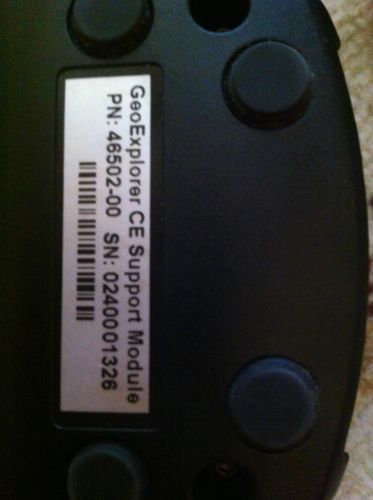 GeoExplorer CE Support Module
PN: 46502-00 SN: 0240001326